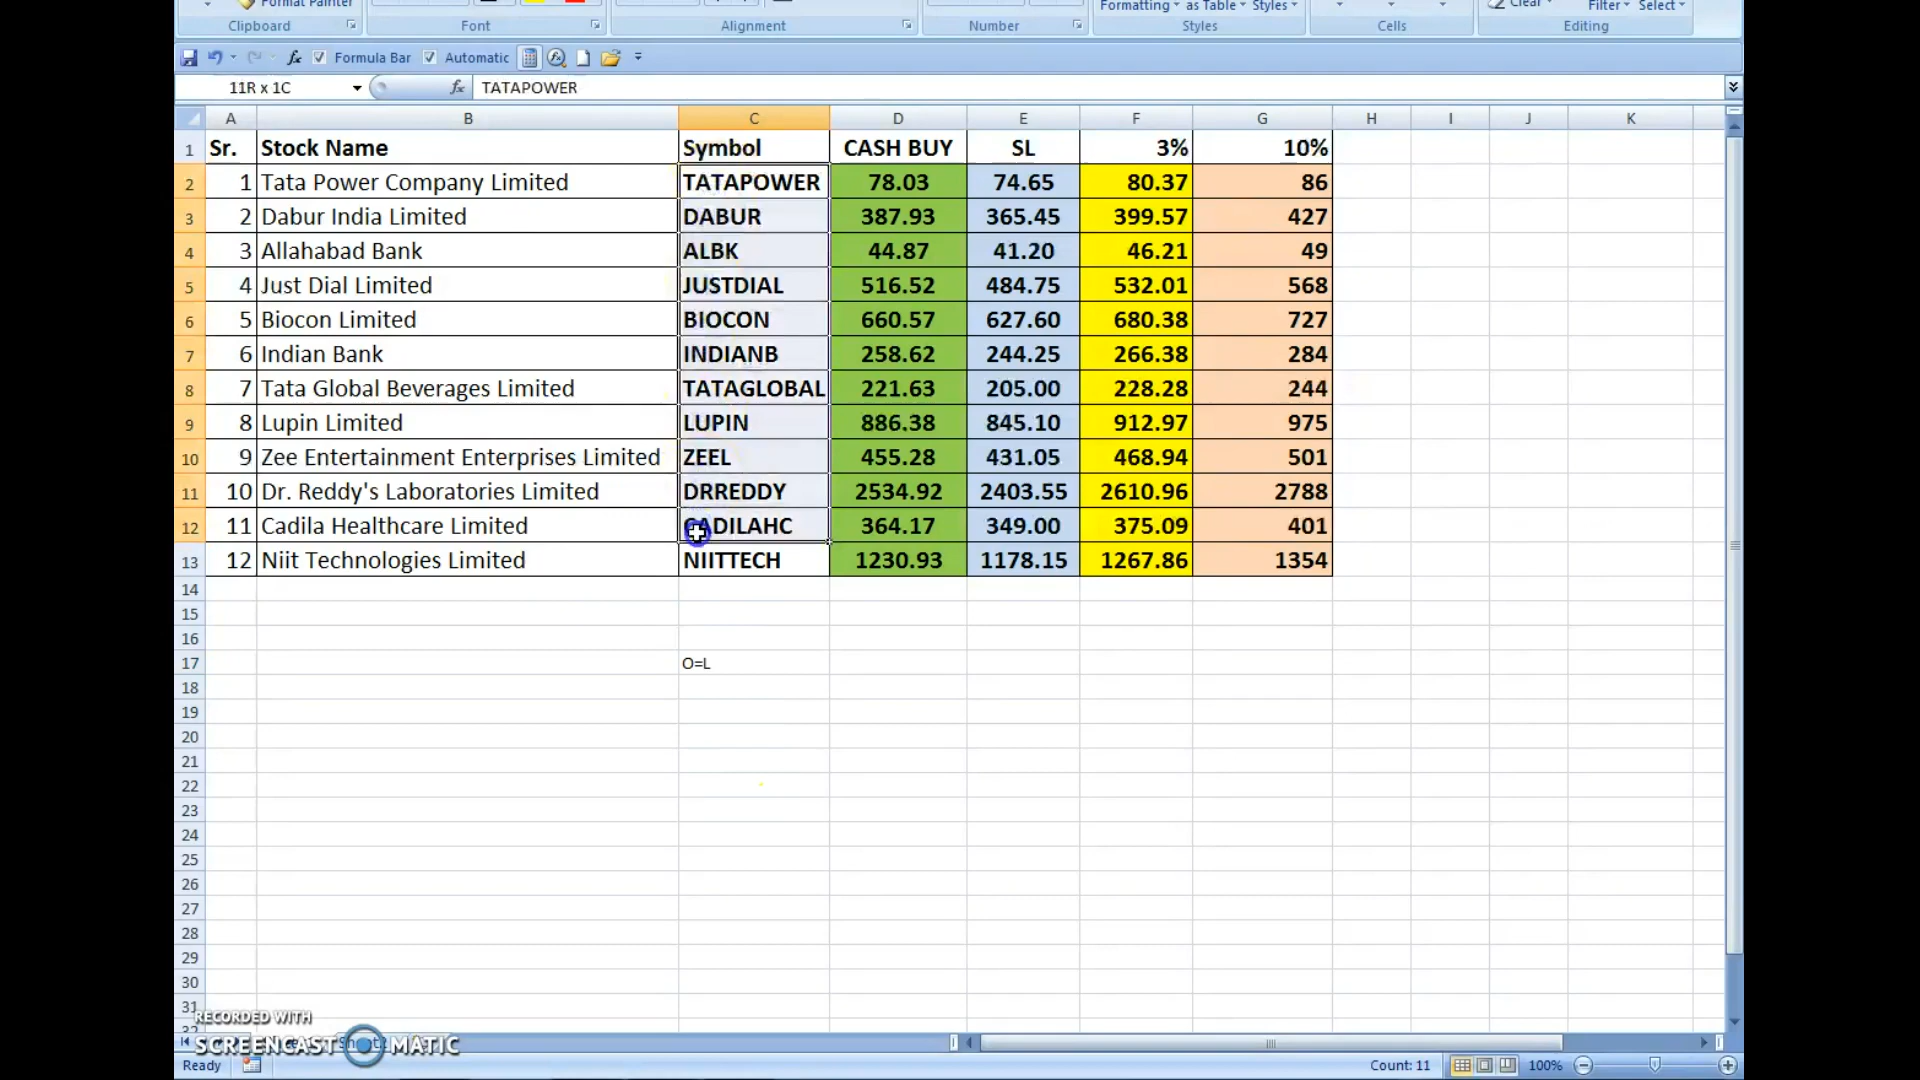 Format Painter Formatting as Table Styles Clear Filter Select
Clipboard Font Alignment Number Styles Cells Editing
fx Formula Bar Automatic
11R x 1C fx TATAPOWER
A B C D E F G H I J K
1 Sr. Stock Name Symbol CASH BUY SL 3% 10%
2 1 Tata Power Company Limited TATAPOWER 78.03 74.65 80.37 86
3 2 Dabur India Limited DABUR 387.93 365.45 399.57 427
4 3 Allahabad Bank ALBK 44.87 41.20 46.21 49
5 4 Just Dial Limited JUSTDIAL 516.52 484.75 532.01 568
6 5 Biocon Limited BIOCON 660.57 627.60 680.38 727
7 6 Indian Bank INDIANB 258.62 244.25 266.38 284
8 7 Tata Global Beverages Limited TATAGLOBAL 221.63 205.00 228.28 244
9 8 Lupin Limited LUPIN 886.38 845.10 912.97 975
10 9 Zee Entertainment Enterprises Limited ZEEL 455.28 431.05 468.94 501
11 10 Dr. Reddy's Laboratories Limited DRREDDY 2534.92 2403.55 2610.96 2788
12 11 Cadila Healthcare Limited CADILAHC 364.17 349.00 375.09 401
13 12 Niit Technologies Limited NIITTECH 1230.93 1178.15 1267.86 1354
14
15
16
17 O=L
18
19
20
21
22
23
24
25
26
27
28
29
30
31
RECORDED WITH
SCREENCAST MATIC
Ready Count: 11 100%